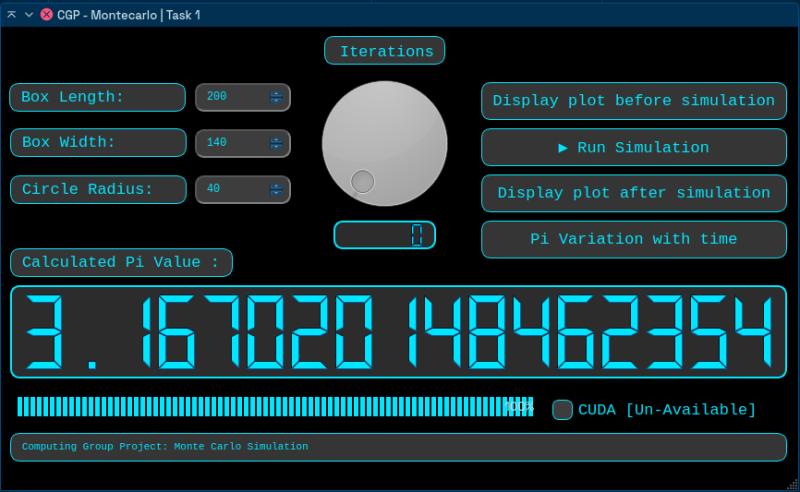 CGP - Montecarlo | Task 1
Iterations
Box Length:
200
Display plot before simulation
Box Width:
140
▶ Run Simulation
Circle Radius:
40
Display plot after simulation
0
Pi Variation with time
Calculated Pi Value :
3.167020148462354
100%
CUDA [Un-Available]
Computing Group Project: Monte Carlo Simulation